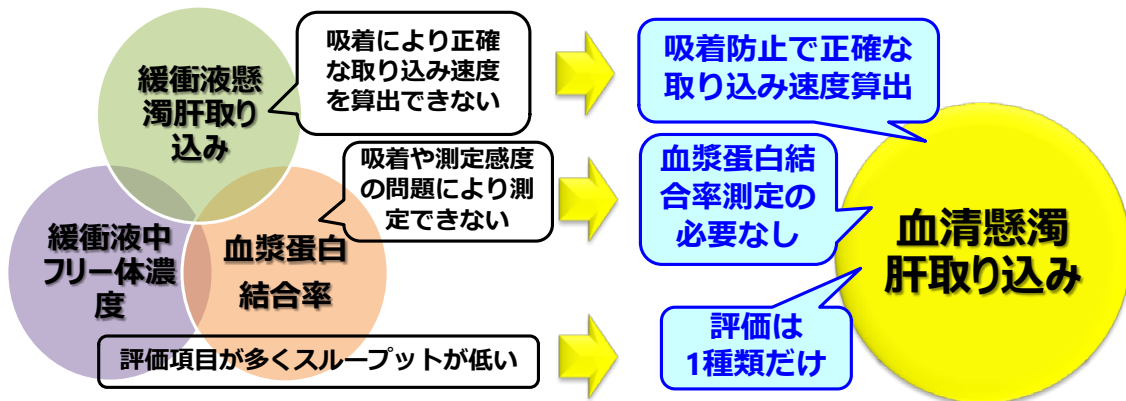 緩衝液懸
濁肝取り
込み
吸着により正確
な取り込み速度
を算出できない
吸着防止で正確な
取り込み速度算出
緩衝液中
フリー体濃
度
血漿蛋白
結合率
吸着や測定感度
の問題により測
定できない
血漿蛋白結
合率測定の
必要なし
血清懸濁
肝取り込み
評価項目が多くスループットが低い
評価は
1種類だけ